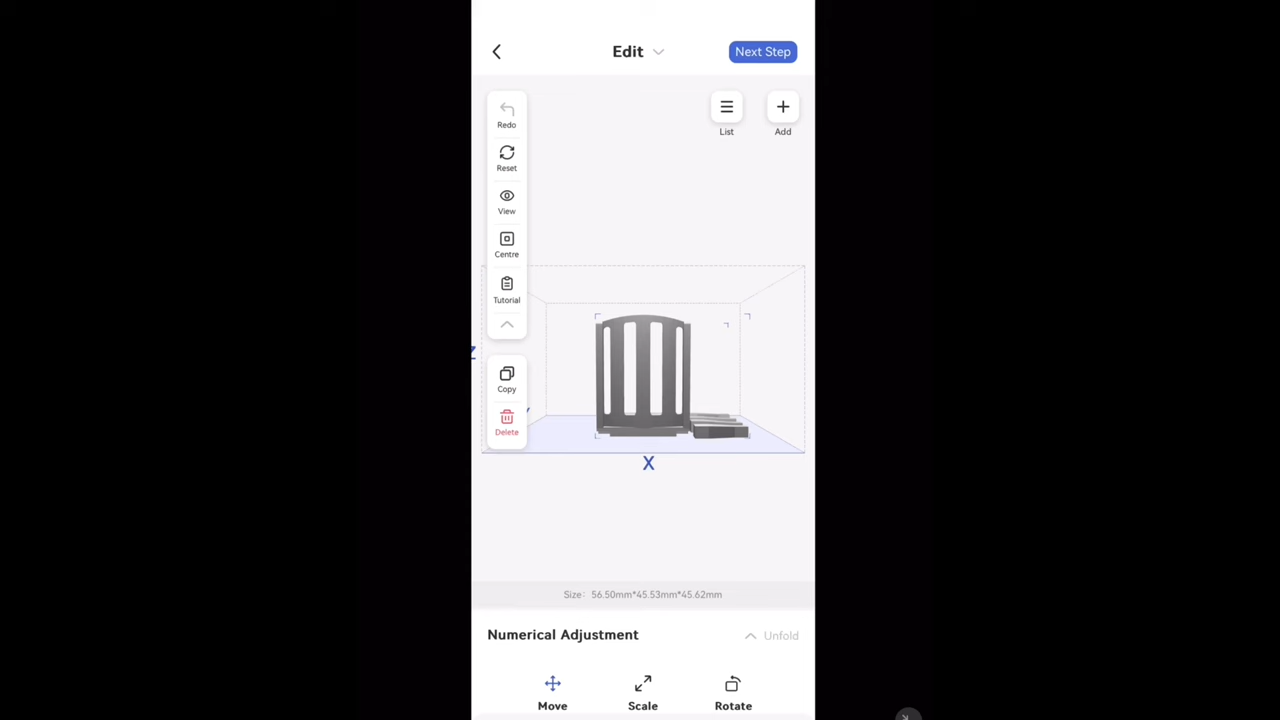 Edit
Next Step
Redo
Reset
View
Centre
Tutorial
Copy
Delete
List
Add
X
Size: 56.50mm*45.53mm*45.62mm
Numerical Adjustment
Unfold
Move
Scale
Rotate